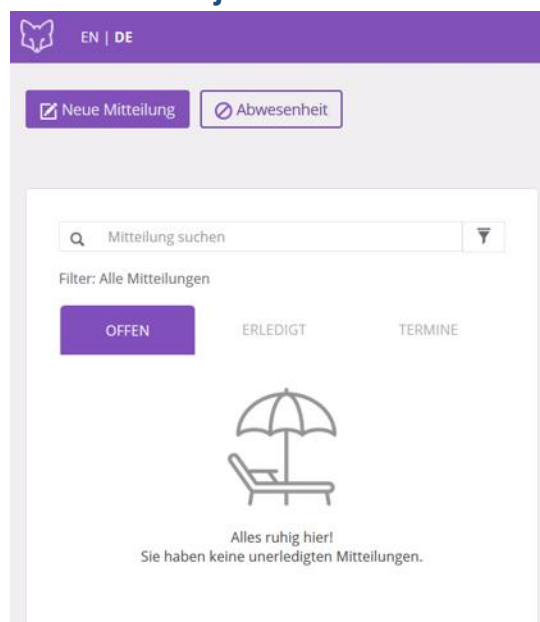 EN | DE
Neue Mitteilung
Abwesenheit
Mitteilung suchen
Filter: Alle Mitteilungen
OFFEN ERLEDIGT TERMINE
Alles ruhig hier!
Sie haben keine unerledigten Mitteilungen.